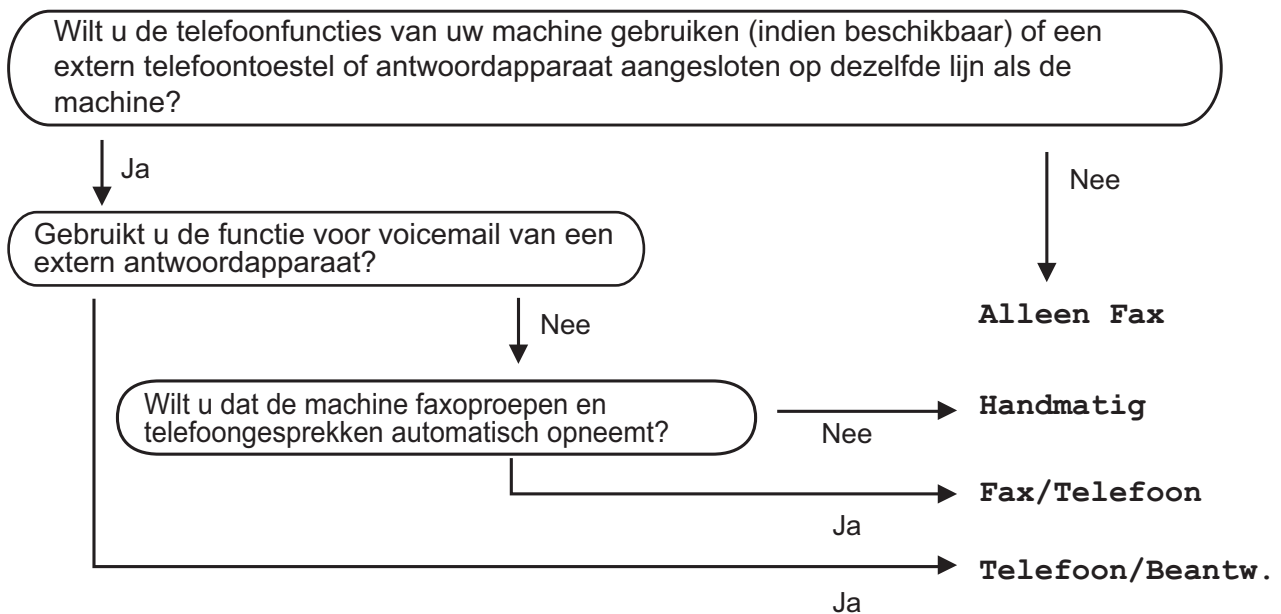 Wilt u de telefoonfuncties van uw machine gebruiken (indien beschikbaar) of een
extern telefoontoestel of antwoordapparaat aangesloten op dezelfde lijn als de
machine?
Ja
Nee
Gebruikt u de functie voor voicemail van een
extern antwoordapparaat?
Nee
Alleen Fax
Wilt u dat de machine faxoproepen en
telefoongesprekken automatisch opneemt?
Nee
Handmatig
Ja
Fax/Telefoon
Ja
Telefoon/Beantw.